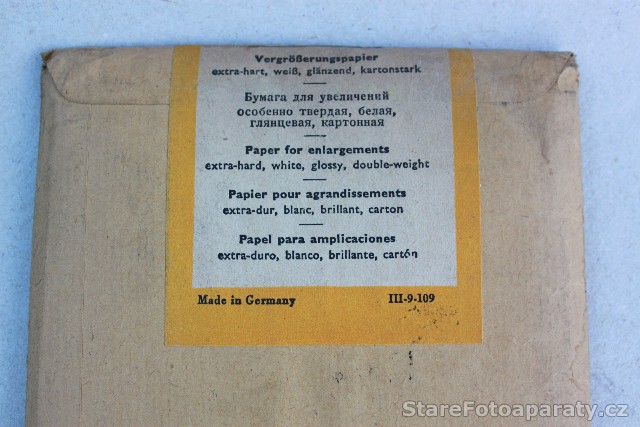 Vergrößerungspapier
extra-hart, weiß, glänzend, kartonstark
Бумага для увеличений
особенно твердая, белая,
глянцевая, картонная
Paper for enlargements
extra-hard, white, glossy, double-weight
Papier pour agrandissements
extra-dur, blanc, brillant, carton
Papel para amplicaciones
extra-duro, blanco, brillante, cartón
Made in Germany III-9-109
StareFotoaparaty.cz